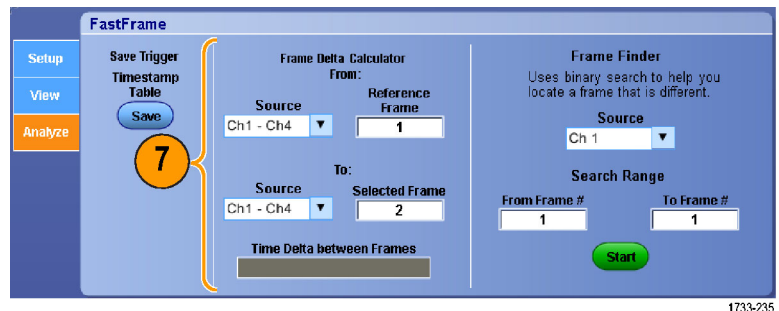 FastFrame
Setup
View
Analyze
Save Trigger
Timestamp
Table
Save
7
Frame Delta Calculator
From:
Source
Reference
Frame
Ch1 - Ch4
1
To:
Source
Selected Frame
Ch1 - Ch4
2
Time Delta between Frames
Frame Finder
Uses binary search to help you
locate a frame that is different.
Source
Ch 1
Search Range
From Frame #
To Frame #
1
1
Start
1733-235